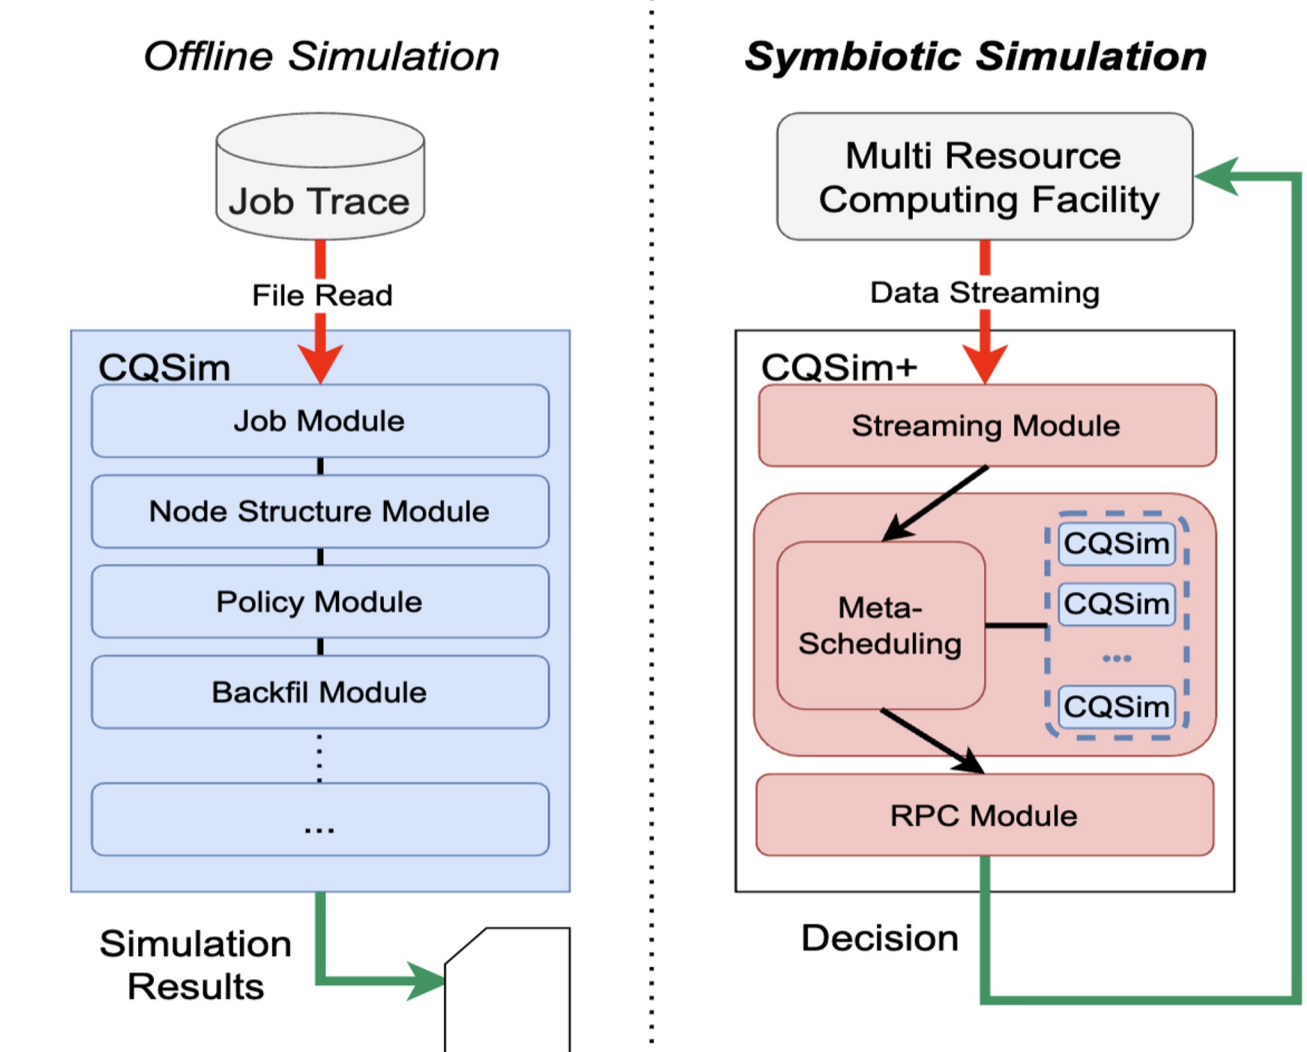 Offline Simulation
Job Trace
File Read
CQSim
Job Module
Node Structure Module
Policy Module
Backfil Module
...
Simulation
Results
Symbiotic Simulation
Multi Resource
Computing Facility
Data Streaming
CQSim+
Streaming Module
Meta-
Scheduling
CQSim
CQSim
...
CQSim
RPC Module
Decision